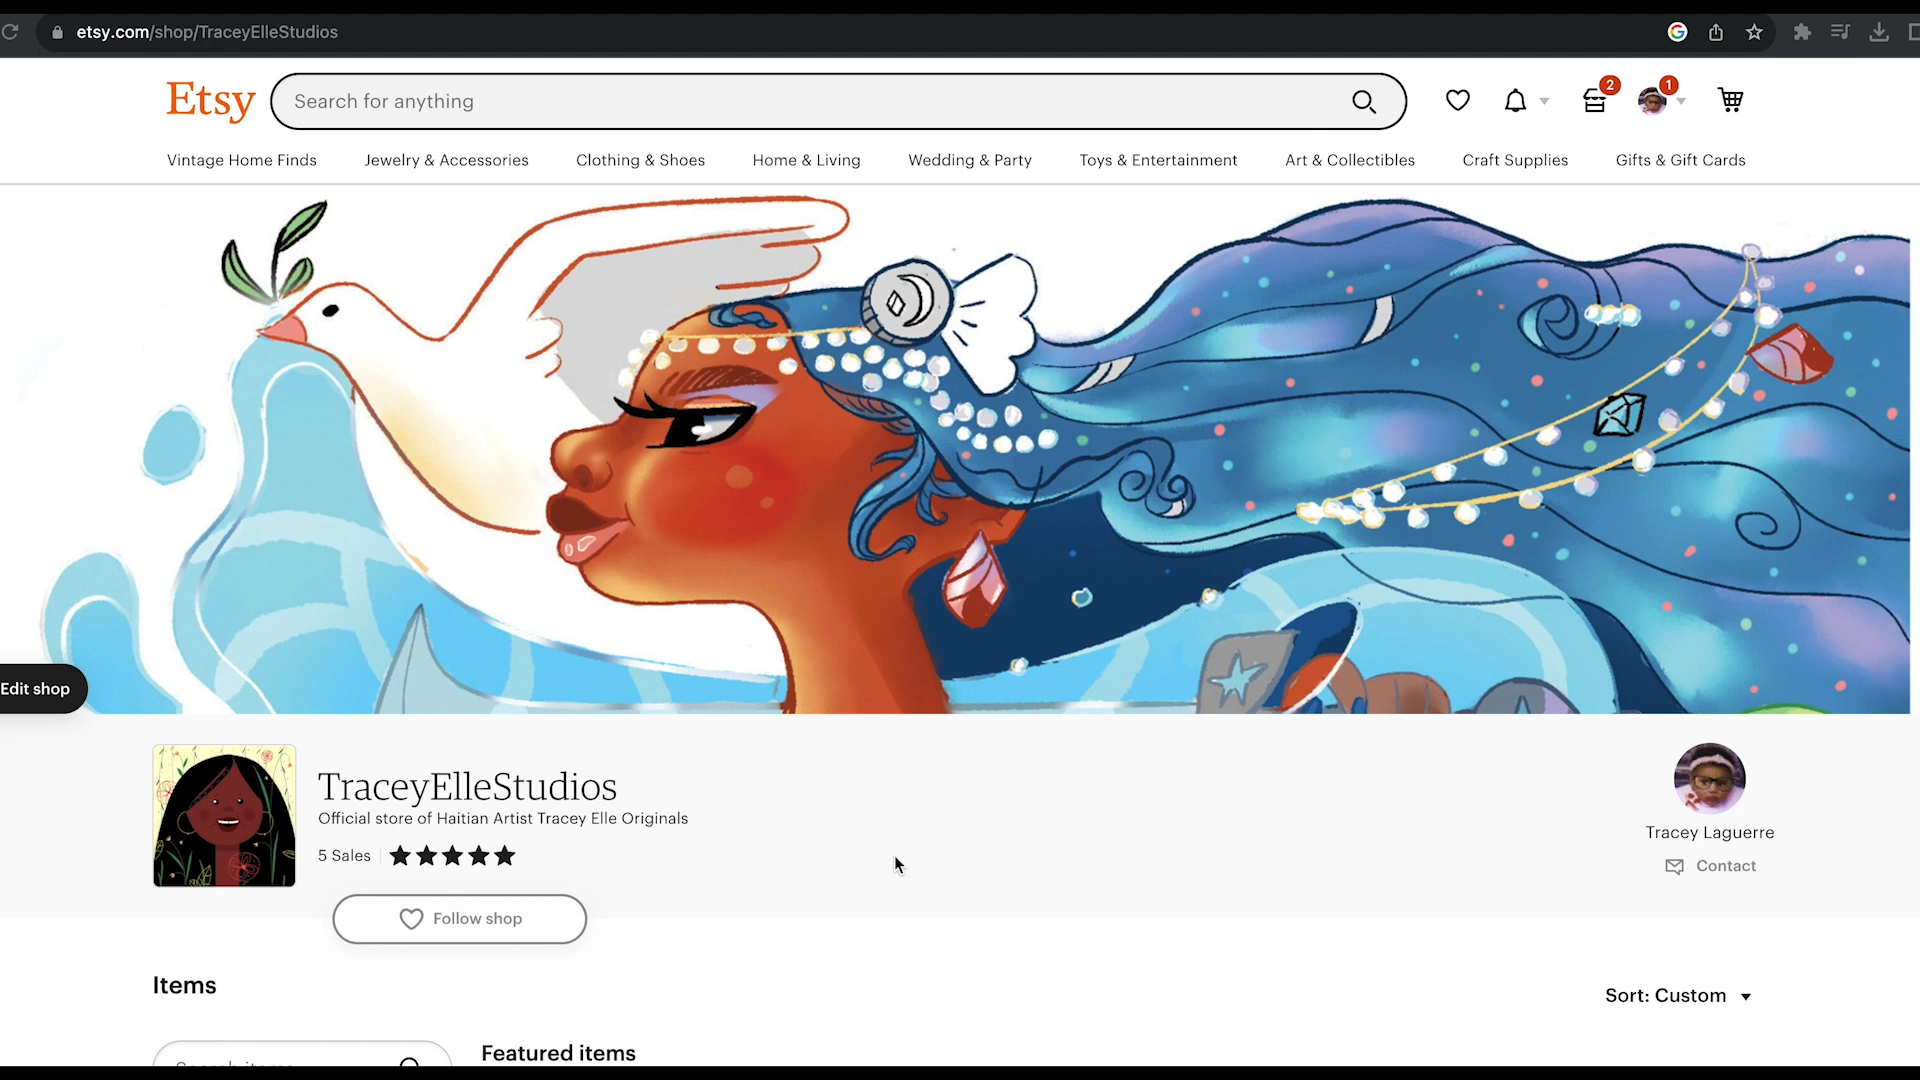 etsy.com/shop/TraceyElleStudios
Etsy
Search for anything
2
1
Vintage Home Finds
Jewelry & Accessories
Clothing & Shoes
Home & Living
Wedding & Party
Toys & Entertainment
Art & Collectibles
Craft Supplies
Gifts & Gift Cards
Edit shop
TraceyElleStudios
Official store of Haitian Artist Tracey Elle Originals
5 Sales
Follow shop
Tracey Laguerre
Contact
Items
Sort: Custom
Search items
Featured items